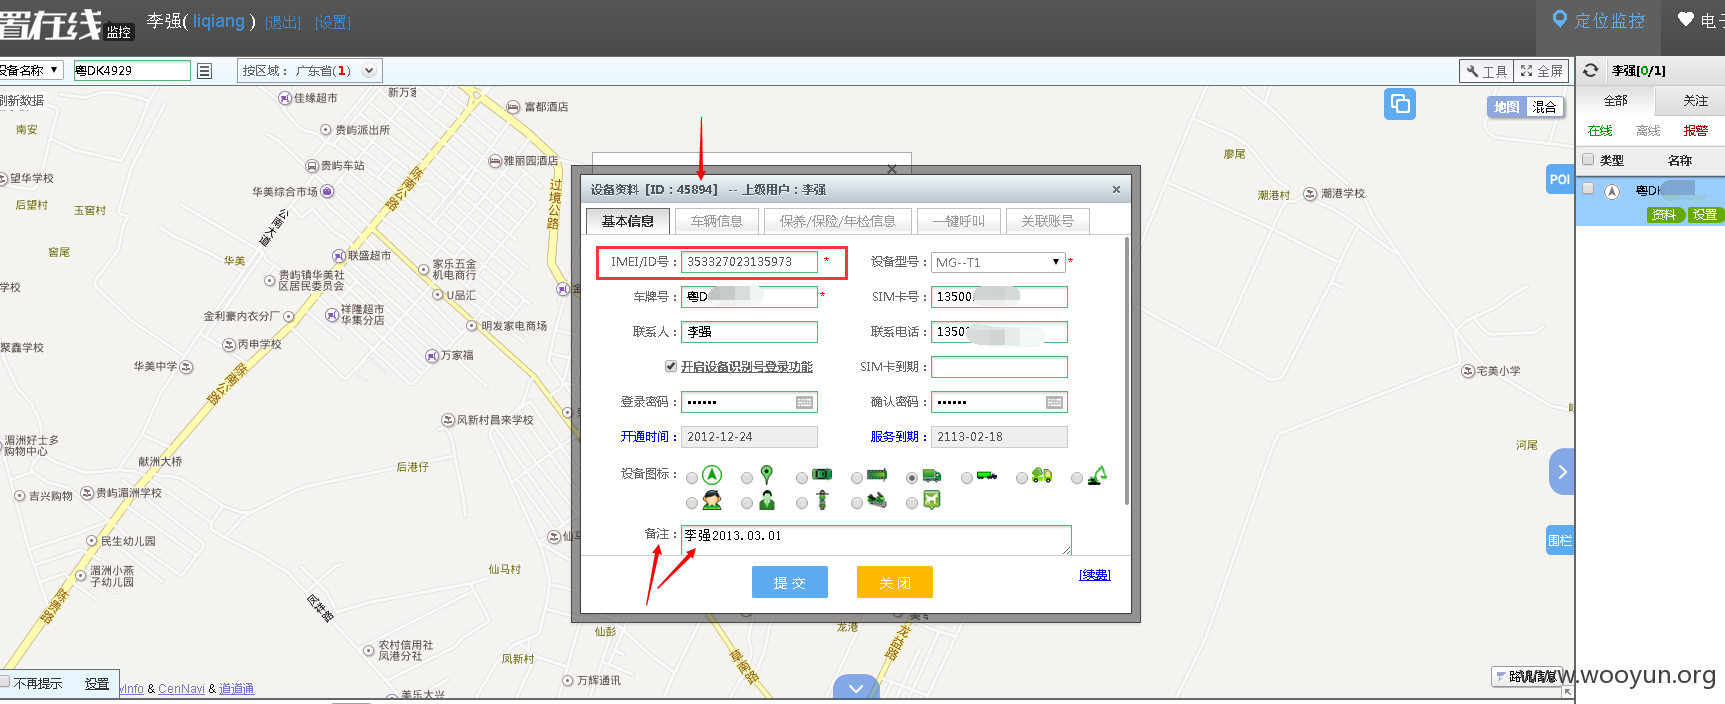 置在线 监控
李强( liqiang ) [退出] [设置]
定位监控
电子
设备名称
粤DK4929
按区域： 广东省(1)
工具
全屏
李强[0/1]
刷新数据
全部
关注
在线
离线
报警
类型
名称
粤DK
资料
设置
地图
混合
POI
围栏
佳缘超市
新万家
富都酒店
南安
贵屿派出所
贵屿车站
雅丽园酒店
望华学校
华美综合市场
陈南公路
过境公路
后望村
玉窖村
公南大道
窖尾
联盛超市
华美
家乐五金
机电商行
贵屿镇华美社
区居民委员会
U品汇
学校
金利豪内衣分厂
祥隆超市
华集分店
明发家电商场
聚鑫学校
丙申学校
万家福
华美中学
陈南公路
凤新村昌来学校
湄洲好士多
购物中心
献洲大桥
后港仔
吉兴购物
贵屿湄洲学校
民生幼儿园
湄洲小燕
子幼儿园
仙马村
仙马
陈贵路
农村信用社
凤港分社
凤新村
仙彭
龙港
龙益路
万辉通讯
美乐大兴
廖尾
潮港村
潮港学校
宅美小学
河尾
设备资料 [ID：45894] -- 上级用户：李强
基本信息
车辆信息
保养/保险/年检信息
一键呼叫
关联账号
IMEI/ID号：
353327023135973
*
设备型号：
MG--T1
*
车牌号：
粤D
*
SIM卡号：
13500
联系人：
李强
联系电话：
13503
开启设备识别号登录功能
SIM卡到期：
登录密码：
••••••
确认密码：
••••••
开通时间：
2012-12-24
服务到期：
2113-02-18
设备图标：
备注：
李强2013.03.01
提 交
关 闭
[续费]
不再提示
设置
vInfo & CenNavi & 道道通
www.wooyun.org